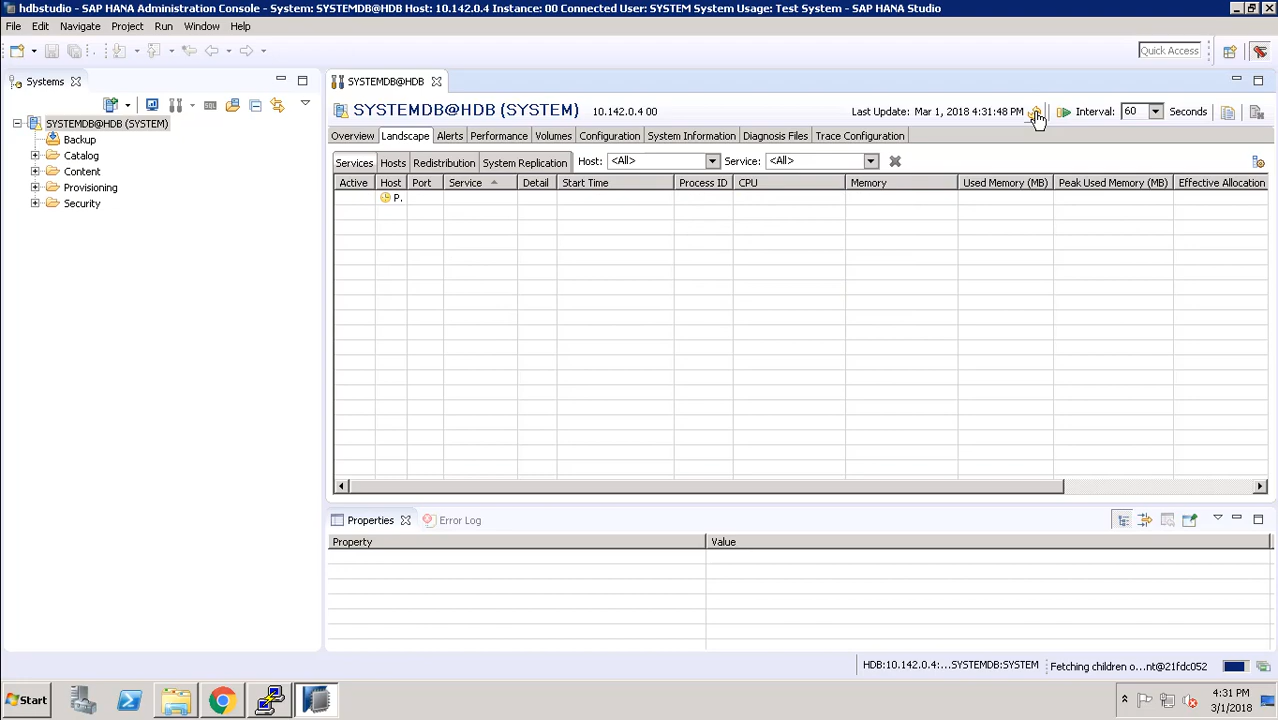 hdbstudio - SAP HANA Administration Console - System: SYSTEMDB@HDB Host: 10.142.0.4 Instance: 00 Connected User: SYSTEM System Usage: Test System - SAP HANA Studio
File Edit Navigate Project Run Window Help
Quick Access
Systems
SYSTEMDB@HDB
SYSTEMDB@HDB (SYSTEM)
Backup
Catalog
Content
Provisioning
Security
SYSTEMDB@HDB (SYSTEM) 10.142.0.4 00
Last Update: Mar 1, 2018 4:31:48 PM Interval: 60 Seconds
Overview Landscape Alerts Performance Volumes Configuration System Information Diagnosis Files Trace Configuration
Services Hosts Redistribution System Replication Host: <All> Service: <All>
Active Host Port Service Detail Start Time Process ID CPU Memory Used Memory (MB) Peak Used Memory (MB) Effective Allocation
P.
Properties Error Log
Property Value
HDB:10.142.0.4:...SYSTEMDB:SYSTEM Fetching children o...nt@21fdc052
Start
4:31 PM
3/1/2018